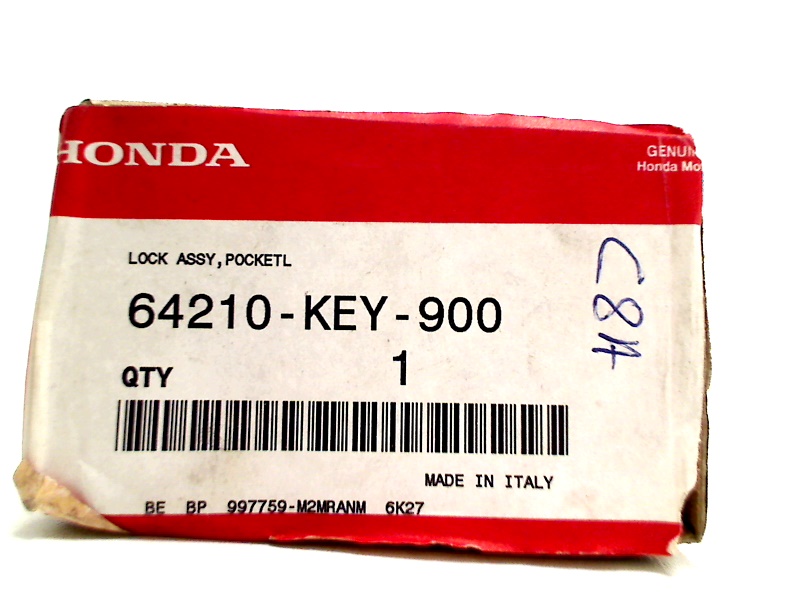 HONDA
GENUIN
Honda Mo
LOCK ASSY,POCKETL
64210-KEY-900
QTY 1
C84
MADE IN ITALY
BE BP 997759-M2MRANM 6K27